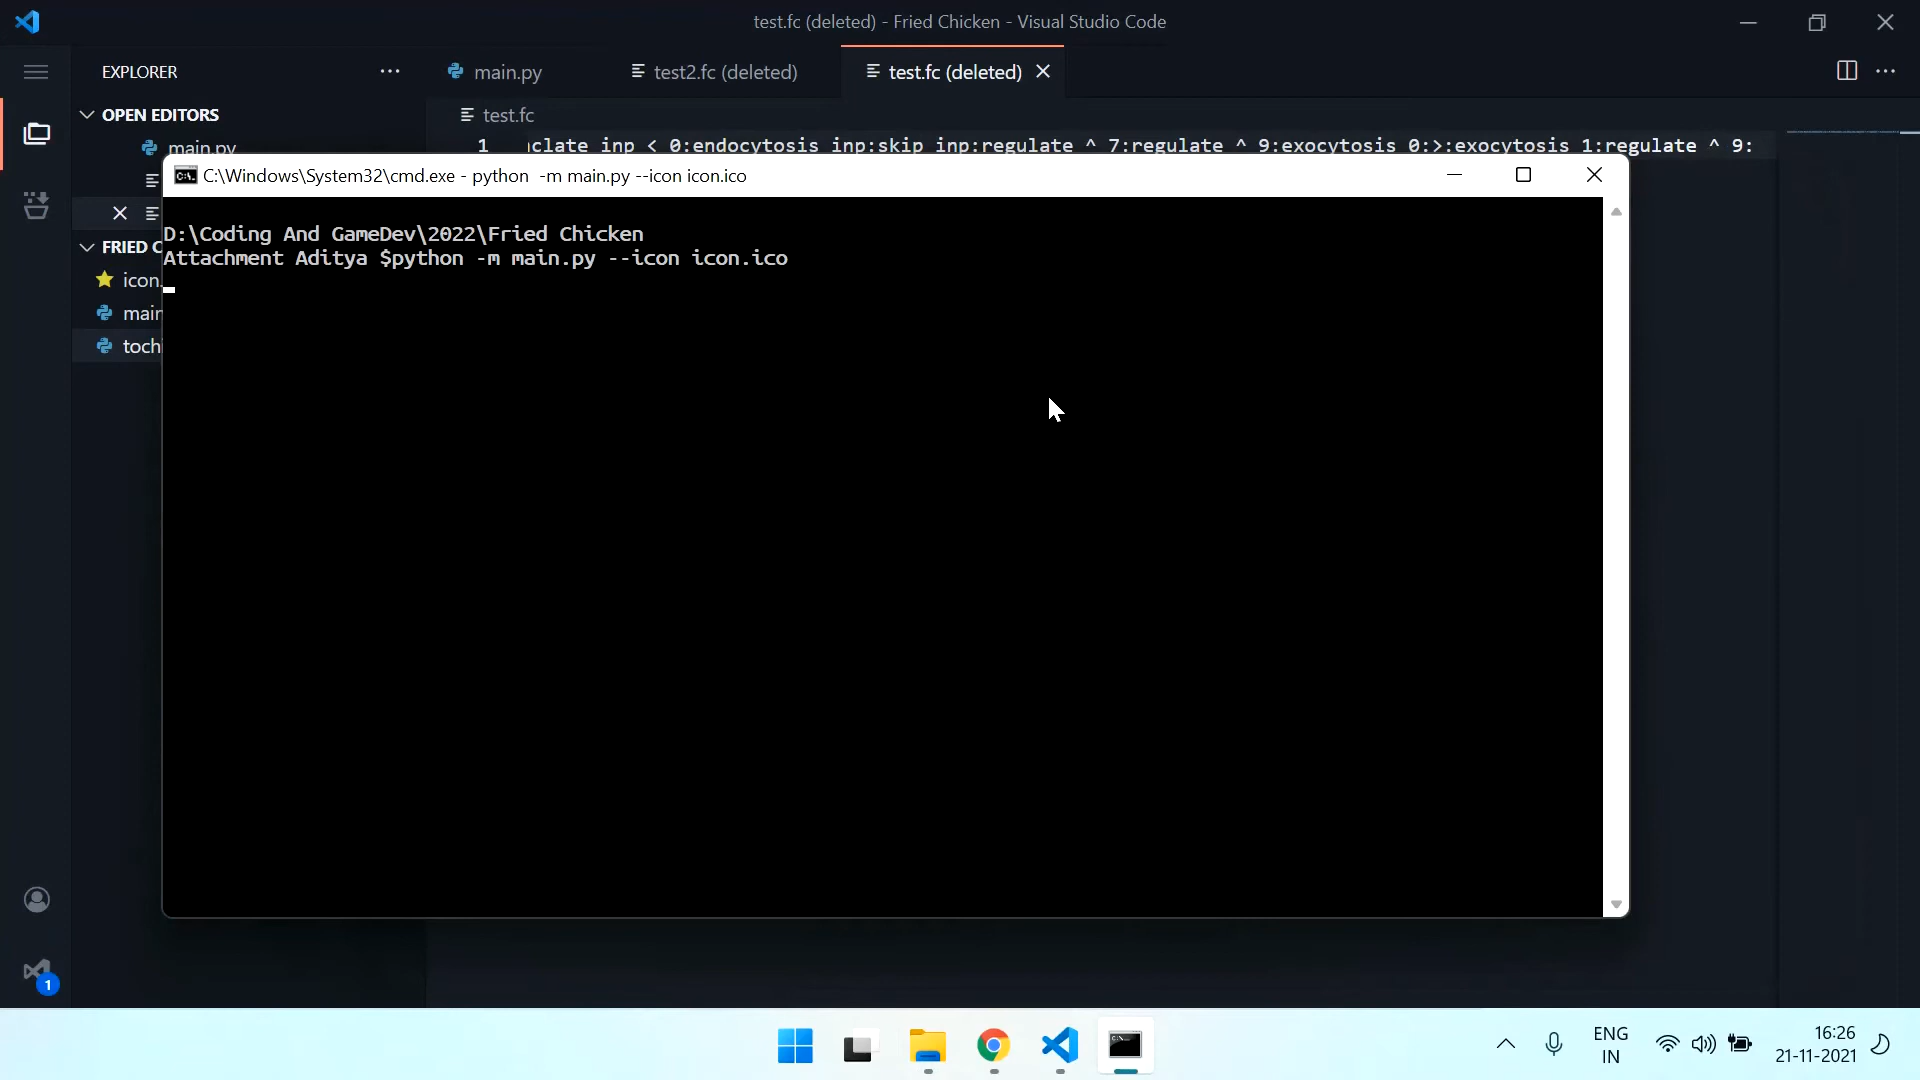 test.fc (deleted) - Fried Chicken - Visual Studio Code
EXPLORER
main.py
test2.fc (deleted)
test.fc (deleted)
OPEN EDITORS
test.fc
main.py
1 clate inp < 0:endocytosis inp:skip inp:regulate ^ 7:regulate ^ 9:exocytosis 0:>:exocytosis 1:regulate ^ 9:
C:\Windows\System32\cmd.exe - python -m main.py --icon icon.ico
D:\Coding And GameDev\2022\Fried Chicken
Attachment Aditya $python -m main.py --icon icon.ico
FRIED C
icon.
main
tochi
1
ENG
IN
16:26
21-11-2021